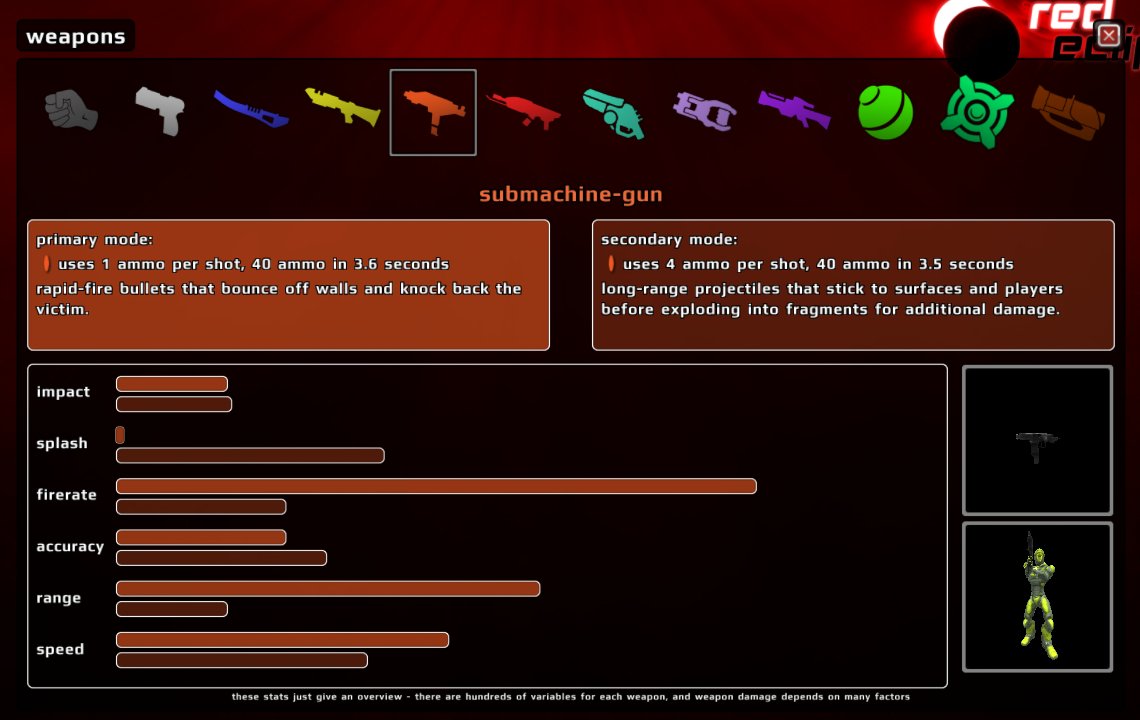 red
weapons
submachine-gun
primary mode:
uses 1 ammo per shot, 40 ammo in 3.6 seconds
rapid-fire bullets that bounce off walls and knock back the
victim.
secondary mode:
uses 4 ammo per shot, 40 ammo in 3.5 seconds
long-range projectiles that stick to surfaces and players
before exploding into fragments for additional damage.
impact
splash
firerate
accuracy
range
speed
these stats just give an overview - there are hundreds of variables for each weapon, and weapon damage depends on many factors